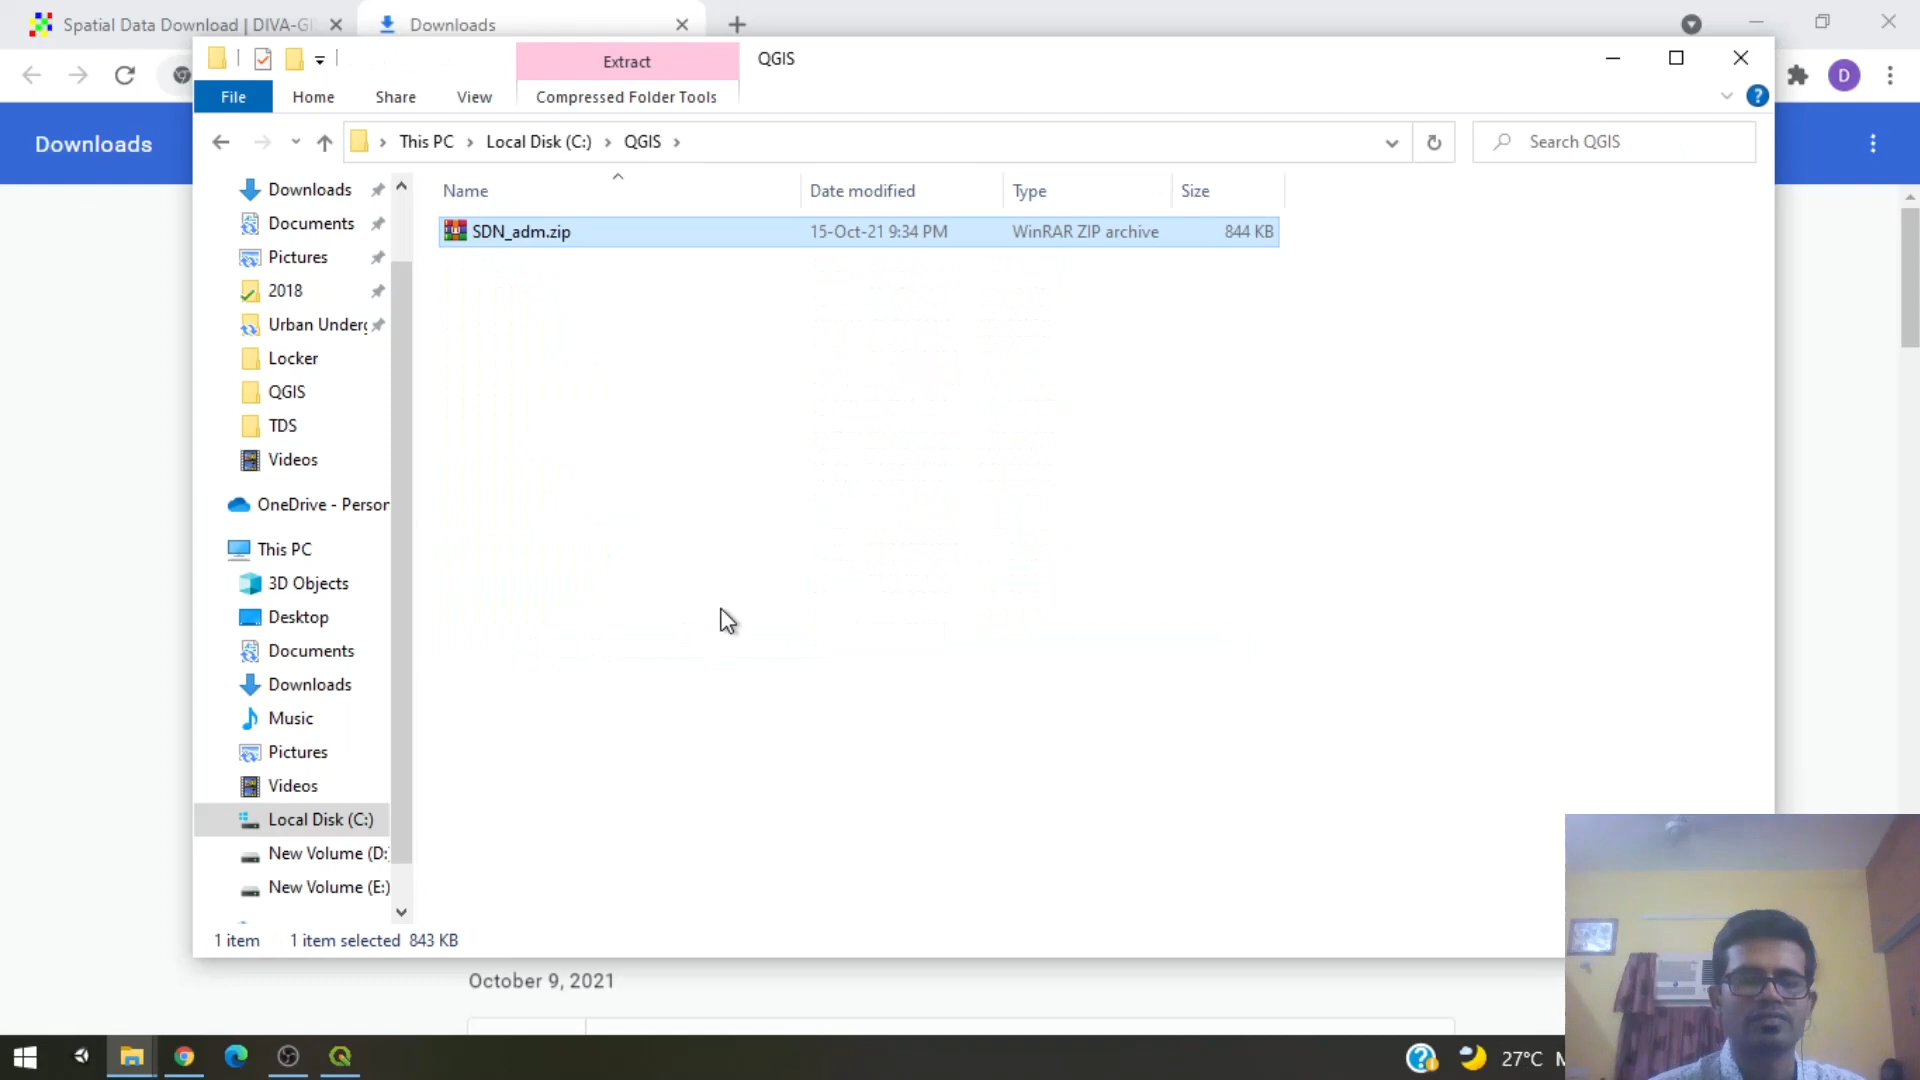 Spatial Data Download | DIVA-GI
Downloads
Extract
QGIS
File
Home
Share
View
Compressed Folder Tools
Downloads
This PC
Local Disk (C:)
QGIS
Search QGIS
Name
Date modified
Type
Size
SDN_adm.zip
15-Oct-21 9:34 PM
WinRAR ZIP archive
844 KB
Downloads
Documents
Pictures
2018
Urban Underg
Locker
QGIS
TDS
Videos
OneDrive - Person
This PC
3D Objects
Desktop
Documents
Downloads
Music
Pictures
Videos
Local Disk (C:)
New Volume (D:
New Volume (E:)
1 item
1 item selected 843 KB
October 9, 2021
27°C
D
?